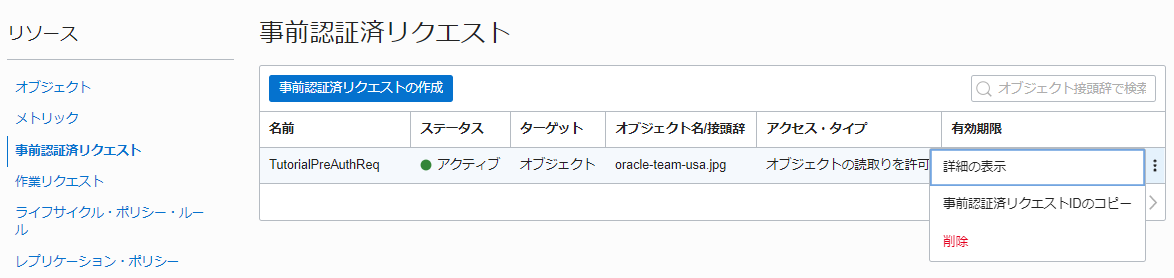 リソース
オブジェクト
メトリック
事前認証済リクエスト
作業リクエスト
ライフサイクル・ポリシー・ルー
ル
レプリケーション・ポリシー
事前認証済リクエスト
事前認証済リクエストの作成
オブジェクト接頭辞で検索
名前 ステータス ターゲット オブジェクト名/接頭辞 アクセス・タイプ 有効期限
TutorialPreAuthReq アクティブ オブジェクト oracle-team-usa.jpg オブジェクトの読取りを許可
詳細の表示
事前認証済リクエストIDのコピー
削除